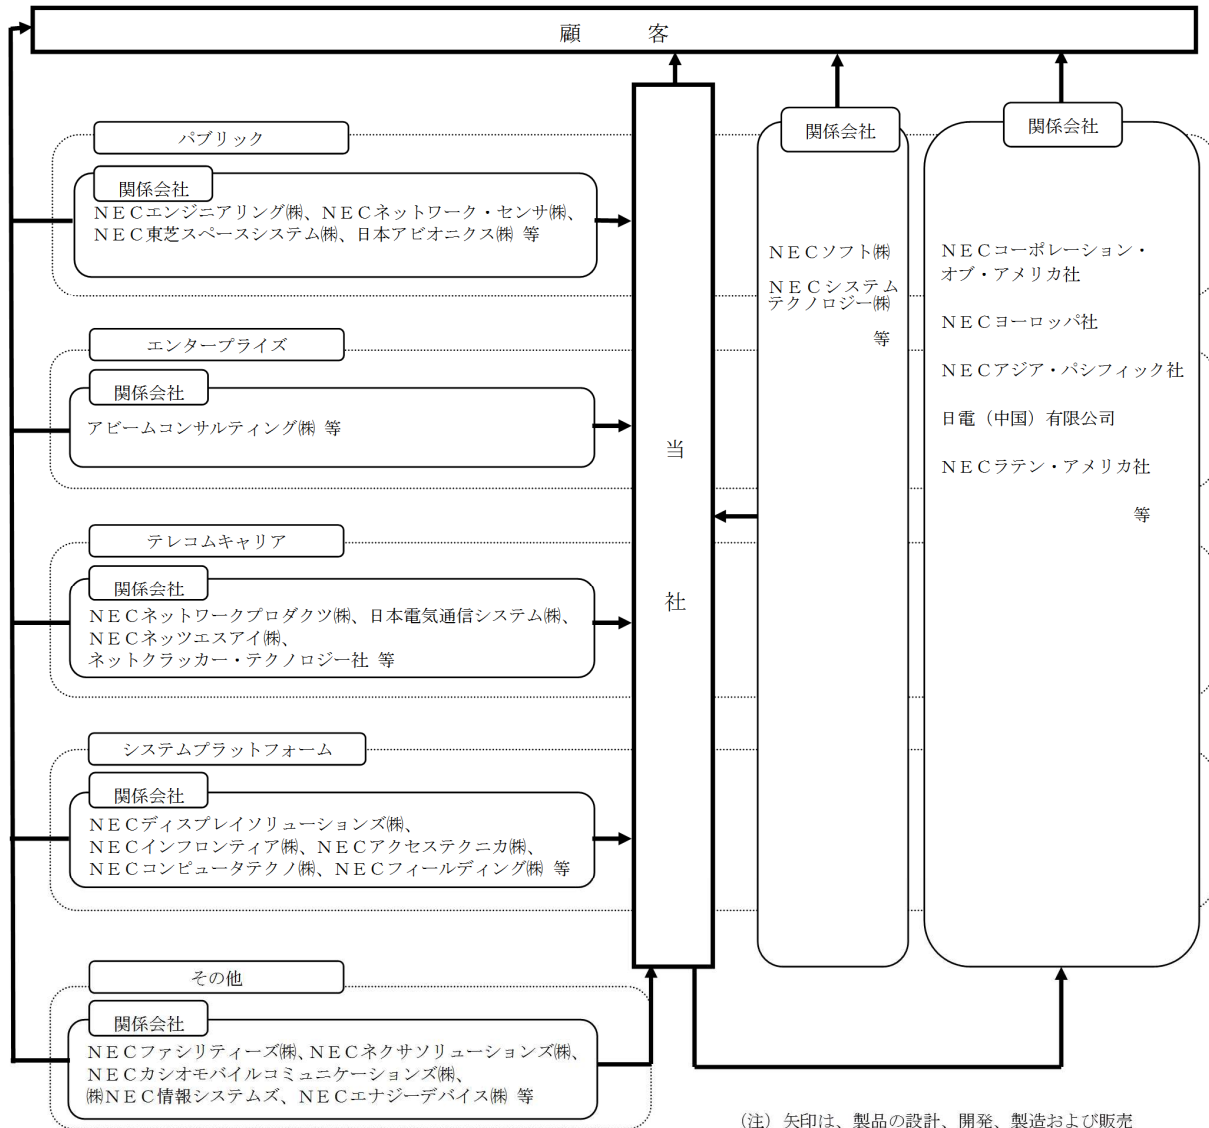 顧　　　客
パブリック
関係会社
ＮＥＣエンジニアリング㈱、ＮＥＣネットワーク・センサ㈱、
ＮＥＣ東芝スペースシステム㈱、日本アビオニクス㈱ 等
エンタープライズ
関係会社
アビームコンサルティング㈱ 等
テレコムキャリア
関係会社
ＮＥＣネットワークプロダクツ㈱、日本電気通信システム㈱、
ＮＥＣネッツエスアイ㈱、
ネットクラッカー・テクノロジー社 等
システムプラットフォーム
関係会社
ＮＥＣディスプレイソリューションズ㈱、
ＮＥＣインフロンティア㈱、ＮＥＣアクセステクニカ㈱、
ＮＥＣコンピュータテクノ㈱、ＮＥＣフィールディング㈱ 等
その他
関係会社
ＮＥＣファシリティーズ㈱、ＮＥＣネクサソリューションズ㈱、
ＮＥＣカシオモバイルコミュニケーションズ㈱、
㈱ＮＥＣ情報システムズ、ＮＥＣエナジーデバイス㈱ 等
当
社
関係会社
ＮＥＣソフト㈱
ＮＥＣシステム
テクノロジー㈱
等
関係会社
ＮＥＣコーポレーション・
オブ・アメリカ社
ＮＥＣヨーロッパ社
ＮＥＣアジア・パシフィック社
日電（中国）有限公司
ＮＥＣラテン・アメリカ社
等
（注）矢印は、製品の設計、開発、製造および販売